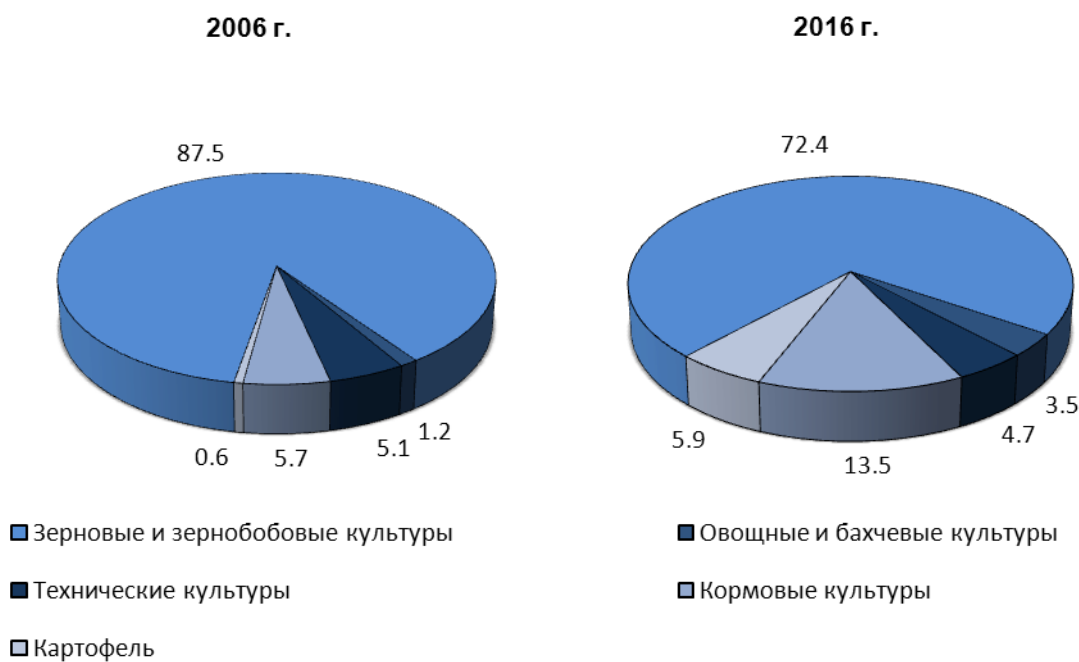 2006 г.
2016 г.
87.5
72.4
0.6
5.7
5.1
1.2
5.9
13.5
4.7
3.5
Зерновые и зернобобовые культуры
Овощные и бахчевые культуры
Технические культуры
Кормовые культуры
Картофель